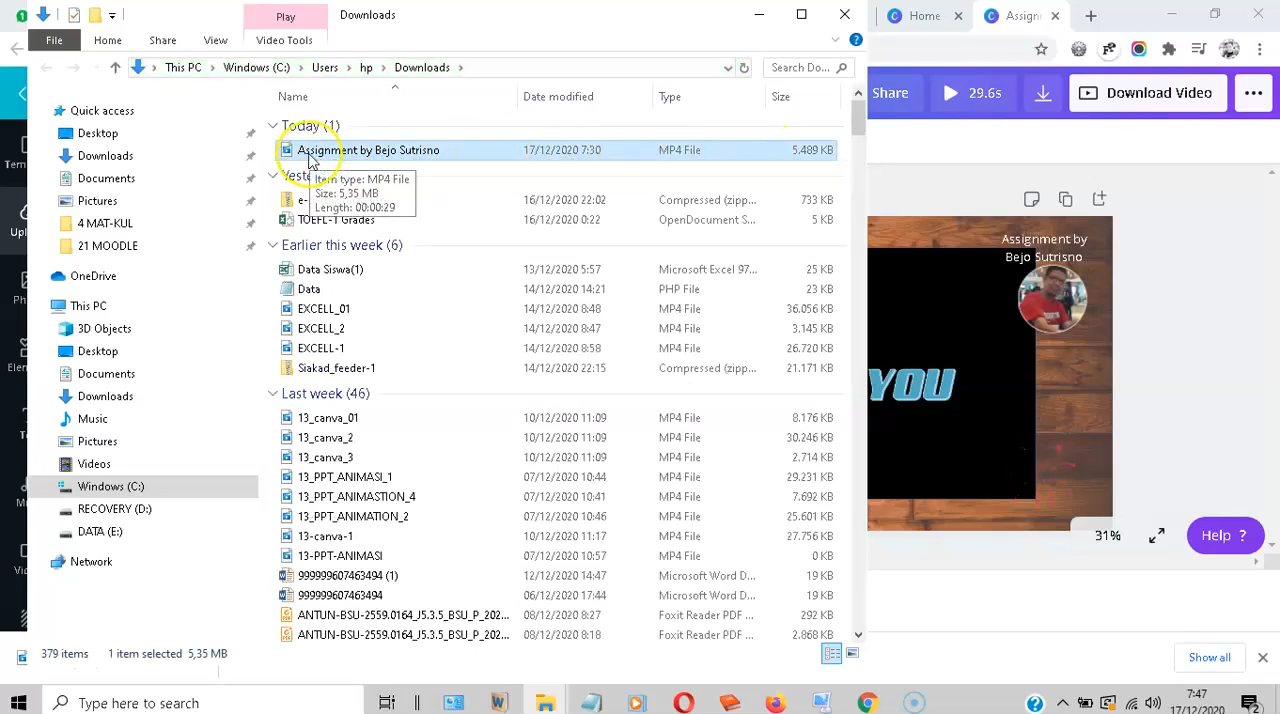 Play
Downloads
Home
Assign
File
Home
Share
View
Video Tools
This PC
Windows (C:)
Users
hp
Downloads
Search Do...
Share
29.6s
Download Video
Name
Date modified
Type
Size
Quick access
Desktop
Downloads
Documents
Pictures
4 MAT-KUL
21 MOODLE
OneDrive
This PC
3D Objects
Desktop
Documents
Downloads
Music
Pictures
Videos
Windows (C:)
RECOVERY (D:)
DATA (E:)
Network
Today (1)
Assignment by Bejo Sutrisno 17/12/2020 7:30 MP4 File 5.489 KB
Item type: MP4 File
Size: 5,35 MB
Length: 00:00:29
16/12/2020 22:02 Compressed (zipp... 733 KB
TOEFL-1 Grades 16/12/2020 0:22 OpenDocument S... 5 KB
Earlier this week (6)
Data Siswa(1) 13/12/2020 5:57 Microsoft Excel 97... 25 KB
Data 14/12/2020 14:21 PHP File 23 KB
EXCELL_01 14/12/2020 8:48 MP4 File 36.056 KB
EXCELL_2 14/12/2020 8:47 MP4 File 3.145 KB
EXCELL-1 14/12/2020 8:58 MP4 File 26.720 KB
Siakad_feeder-1 14/12/2020 22:15 Compressed (zipp... 21.171 KB
Last week (46)
13_canva_01 10/12/2020 11:09 MP4 File 8.176 KB
13_canva_2 10/12/2020 11:09 MP4 File 30.246 KB
13_canva_3 10/12/2020 11:09 MP4 File 2.714 KB
13_PPT_ANIMASI_1 07/12/2020 10:44 MP4 File 29.231 KB
13_PPT_ANIMASTION_4 07/12/2020 10:41 MP4 File 7.692 KB
13_PPT_ANIMATION_2 07/12/2020 10:46 MP4 File 25.601 KB
13-canva-1 10/12/2020 11:17 MP4 File 27.756 KB
13-PPT-ANIMASI 07/12/2020 10:57 MP4 File 0 KB
999999607463494 (1) 12/12/2020 14:47 Microsoft Word D... 19 KB
999999607463494 06/12/2020 17:44 Microsoft Word D... 19 KB
ANTUN-BSU-2559.0164_J5.3.5_BSU_P_202... 08/12/2020 8:27 Foxit Reader PDF ... 292 KB
ANTUN-BSU-2559.0164_J5.3.5_BSU_P_202... 08/12/2020 8:18 Foxit Reader PDF ... 2.868 KB
379 items
1 item selected 5,35 MB
Assignment by
Bejo Sutrisno
YOU
31%
Help ?
Show all
Type here to search
7:47
17/12/2020